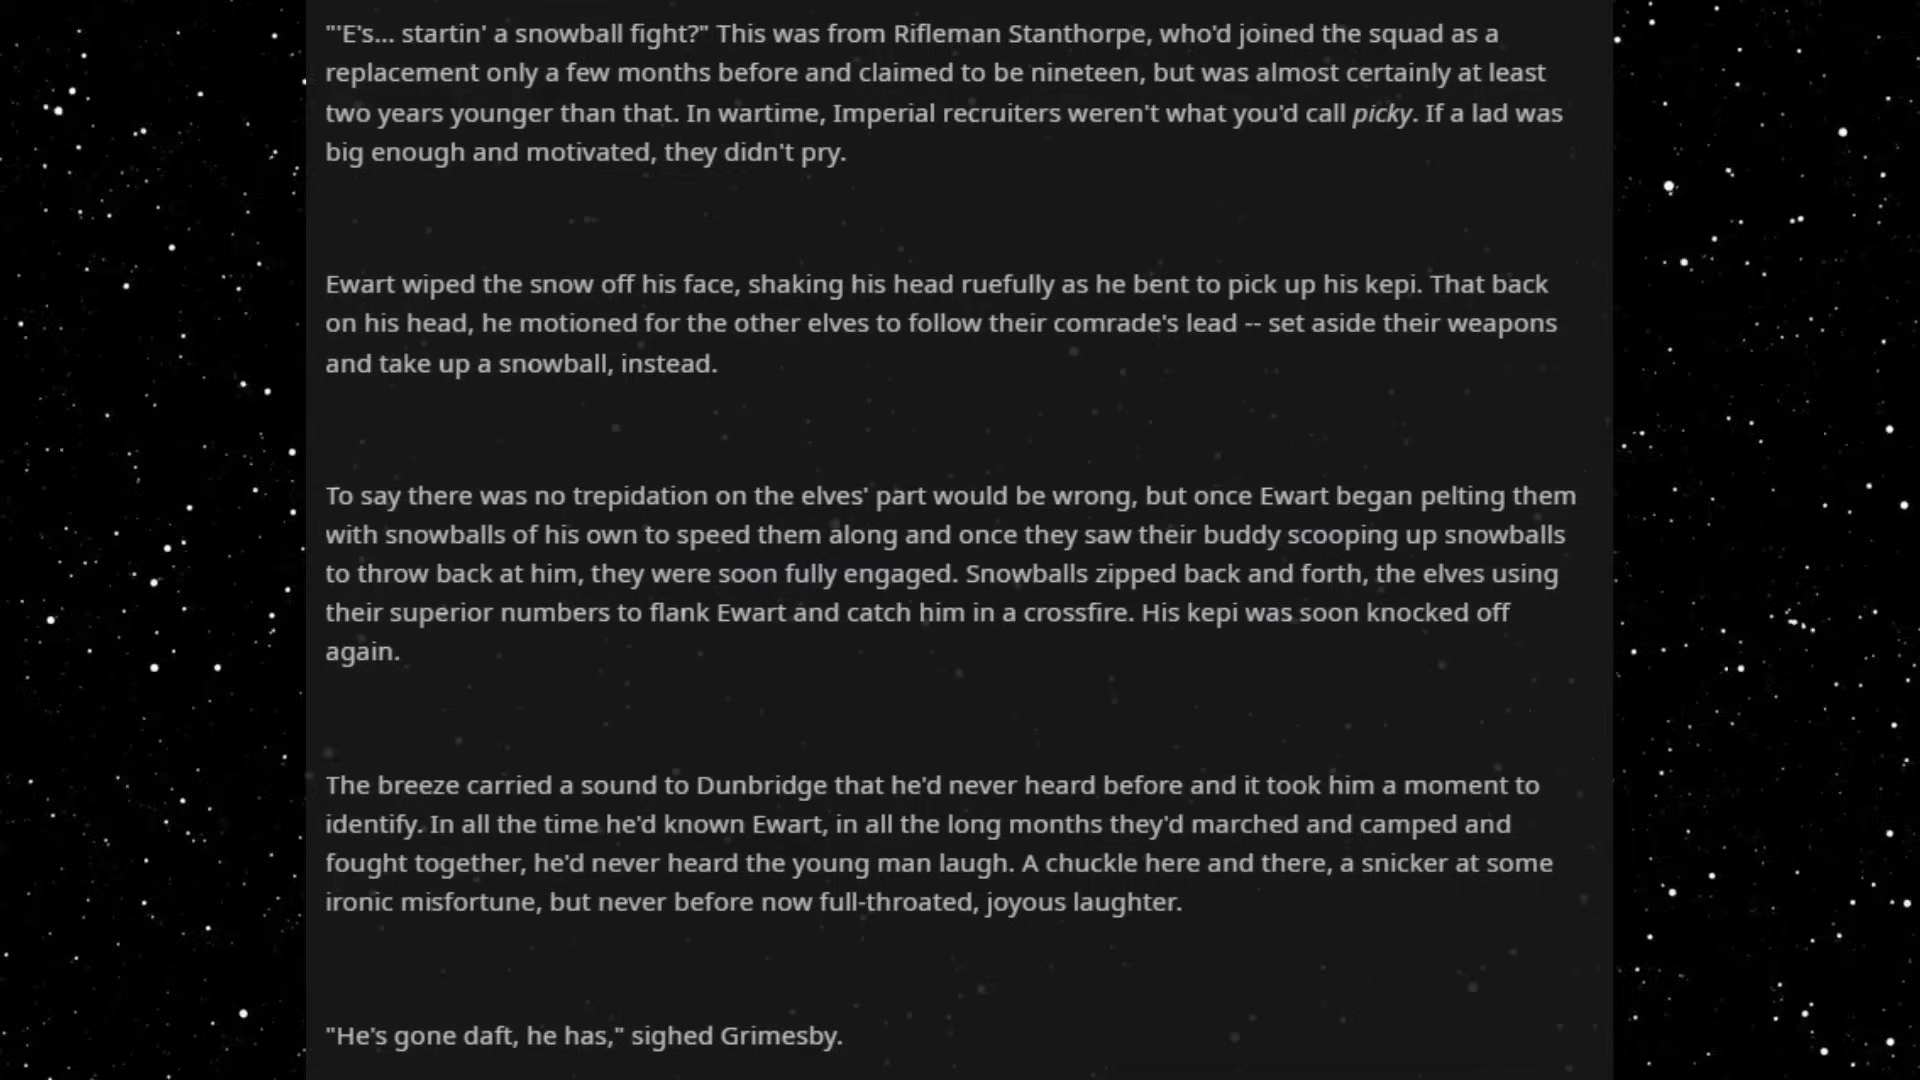 "'E's... startin' a snowball fight?" This was from Rifleman Stanthorpe, who'd joined the squad as a
replacement only a few months before and claimed to be nineteen, but was almost certainly at least
two years younger than that. In wartime, Imperial recruiters weren't what you'd call picky. If a lad was
big enough and motivated, they didn't pry.
Ewart wiped the snow off his face, shaking his head ruefully as he bent to pick up his kepi. That back
on his head, he motioned for the other elves to follow their comrade's lead -- set aside their weapons
and take up a snowball, instead.
To say there was no trepidation on the elves' part would be wrong, but once Ewart began pelting them
with snowballs of his own to speed them along and once they saw their buddy scooping up snowballs
to throw back at him, they were soon fully engaged. Snowballs zipped back and forth, the elves using
their superior numbers to flank Ewart and catch him in a crossfire. His kepi was soon knocked off
again.
The breeze carried a sound to Dunbridge that he'd never heard before and it took him a moment to
identify. In all the time he'd known Ewart, in all the long months they'd marched and camped and
fought together, he'd never heard the young man laugh. A chuckle here and there, a snicker at some
ironic misfortune, but never before now full-throated, joyous laughter.
"He's gone daft, he has," sighed Grimesby.